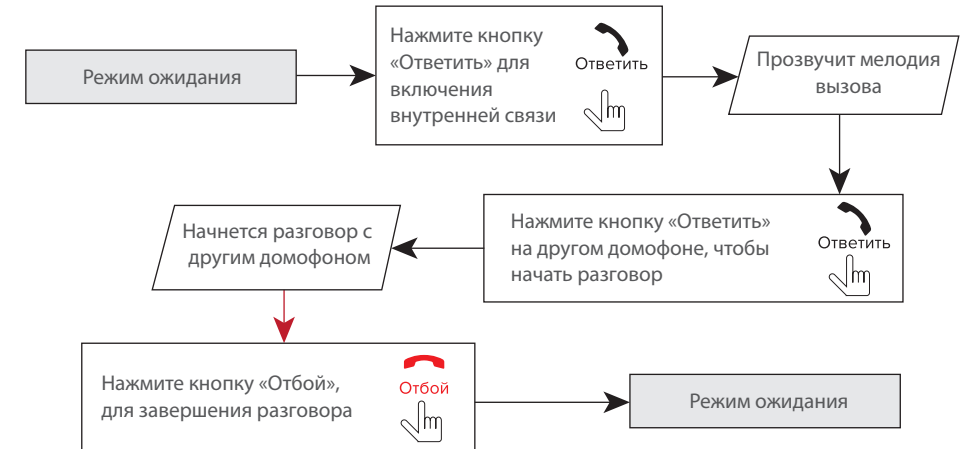 Режим ожидания
Нажмите кнопку
«Ответить» для
включения
внутренней связи
Ответить
Прозвучит мелодия
вызова
Нажмите кнопку «Ответить»
на другом домофоне, чтобы
начать разговор
Ответить
Начнется разговор с
другим домофоном
Нажмите кнопку «Отбой»,
для завершения разговора
Отбой
Режим ожидания